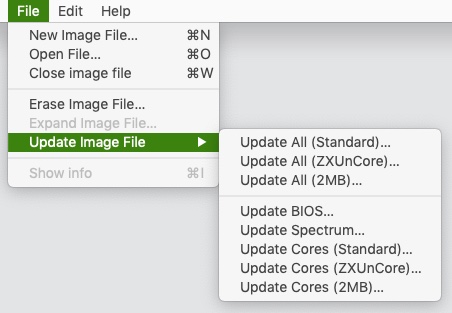 File Edit Help
New Image File... ⌘N
Open File... ⌘O
Close image file ⌘W
Erase Image File...
Expand Image File...
Update Image File
Show info ⌘I
Update All (Standard)...
Update All (ZXUnCore)...
Update All (2MB)...
Update BIOS...
Update Spectrum...
Update Cores (Standard)...
Update Cores (ZXUnCore)...
Update Cores (2MB)...